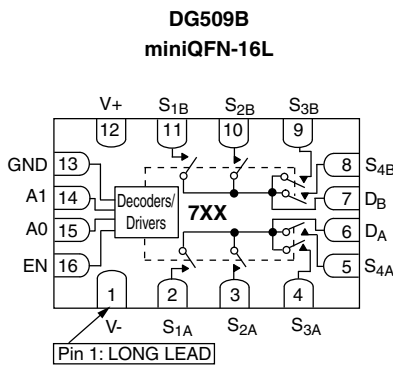 DG509B
miniQFN-16L
V+ S1B S2B S3B
12 11 10 9
GND 13 8 S4B
A1 14 7 DB
Decoders/
Drivers
7XX
A0 15 6 DA
EN 16 5 S4A
1 2 3 4
V- S1A S2A S3A
Pin 1: LONG LEAD